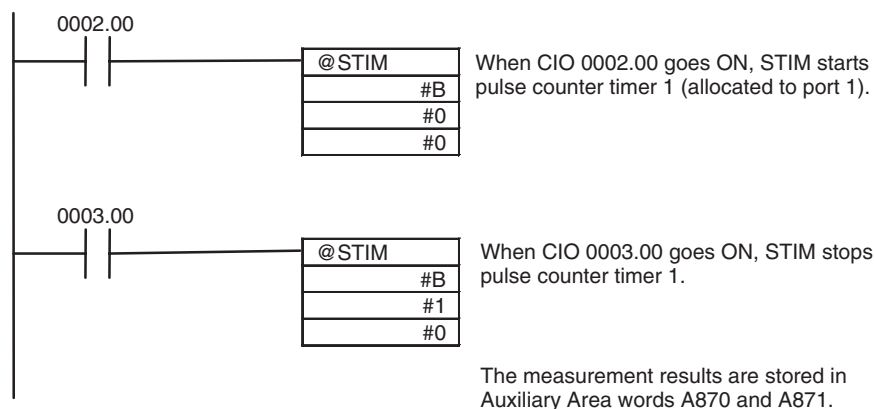 0002.00
@STIM
#B
#0
#0
When CIO 0002.00 goes ON, STIM starts
pulse counter timer 1 (allocated to port 1).
0003.00
@STIM
#B
#1
#0
When CIO 0003.00 goes ON, STIM stops
pulse counter timer 1.
The measurement results are stored in
Auxiliary Area words A870 and A871.